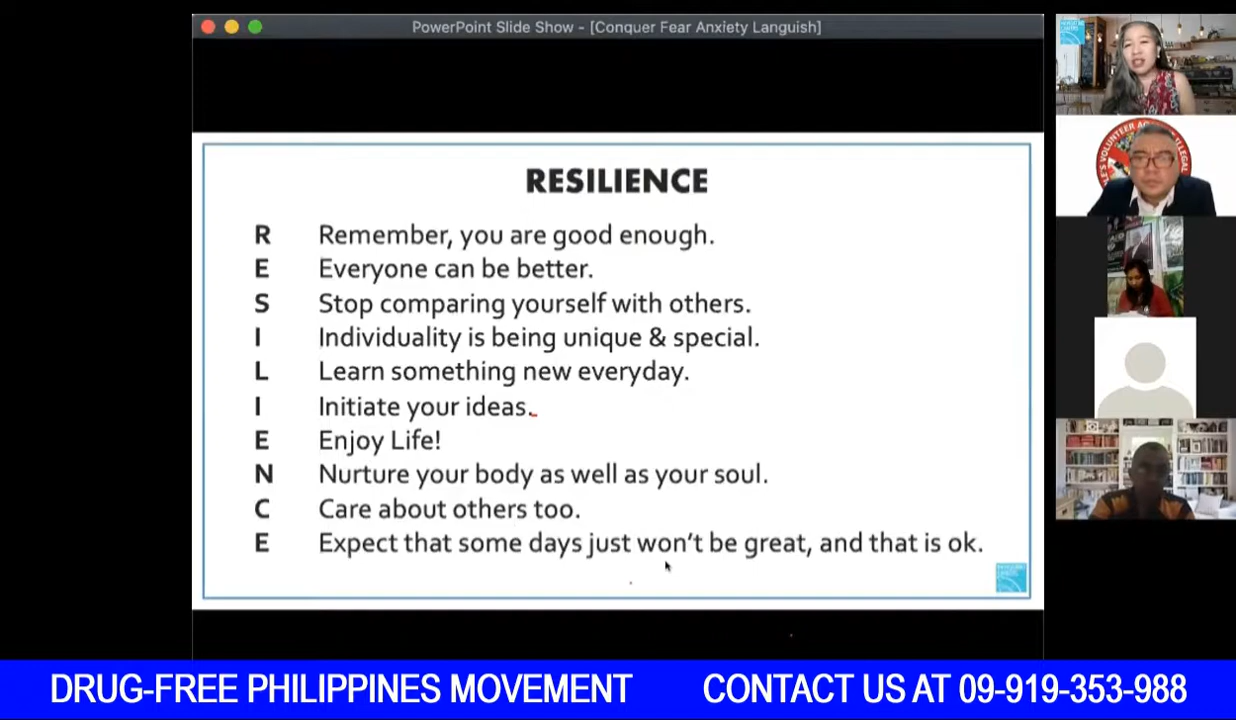 PowerPoint Slide Show - [Conquer Fear Anxiety Languish]
RESILIENCE
R Remember, you are good enough.
E Everyone can be better.
S Stop comparing yourself with others.
I Individuality is being unique & special.
L Learn something new everyday.
I Initiate your ideas.
E Enjoy Life!
N Nurture your body as well as your soul.
C Care about others too.
E Expect that some days just won't be great, and that is ok.
VOLUNTEER ILLEGAL
DRUG-FREE PHILIPPINES MOVEMENT CONTACT US AT 09-919-353-988